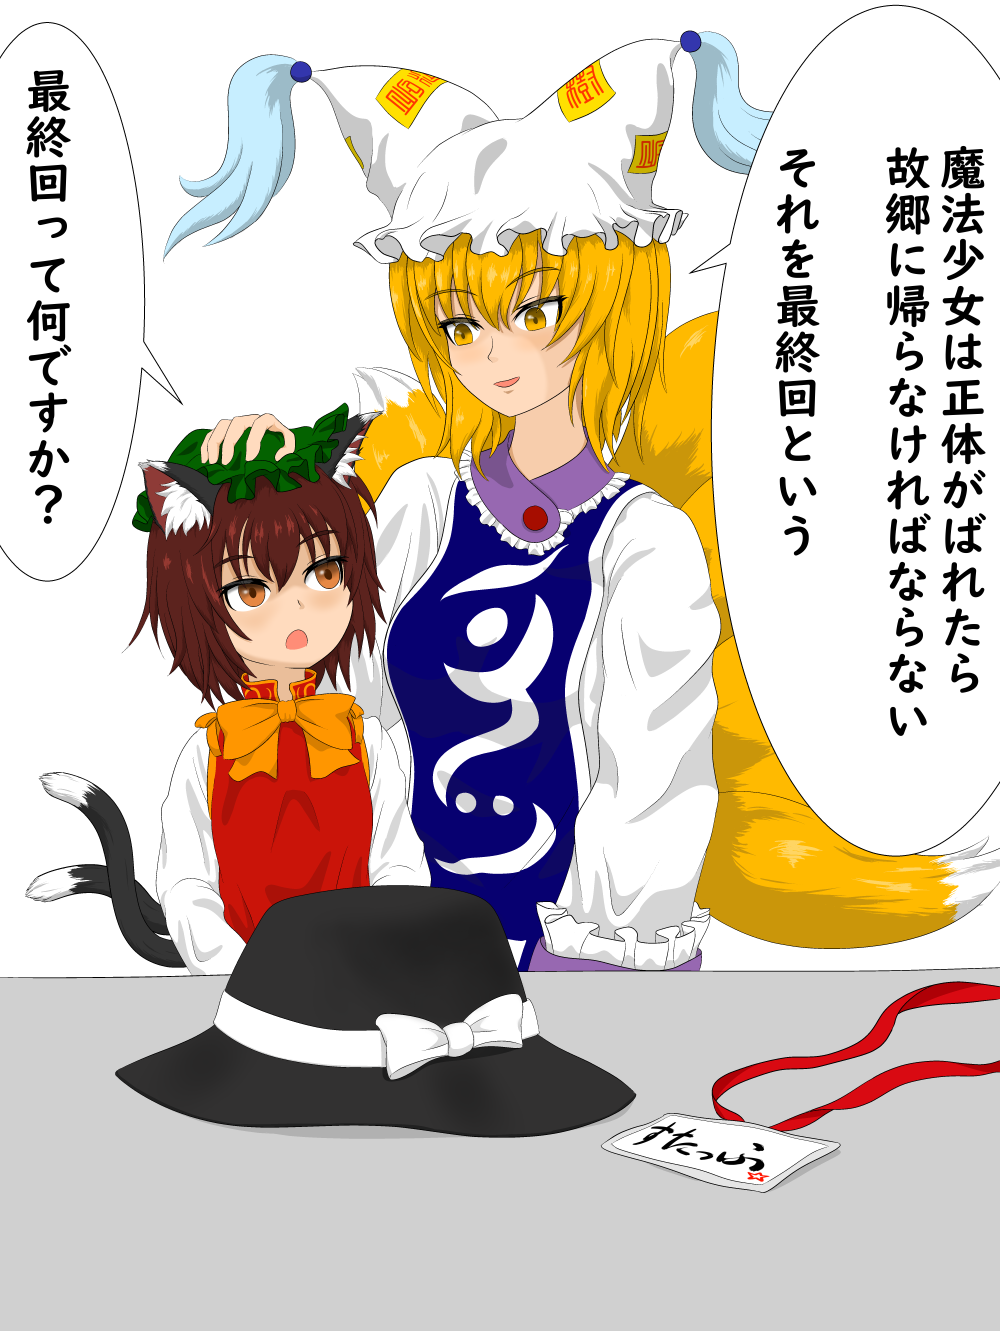 魔法少女は正体がばれたら
故郷に帰らなければならない
それを最終回という
最終回って何ですか？
すたっふ